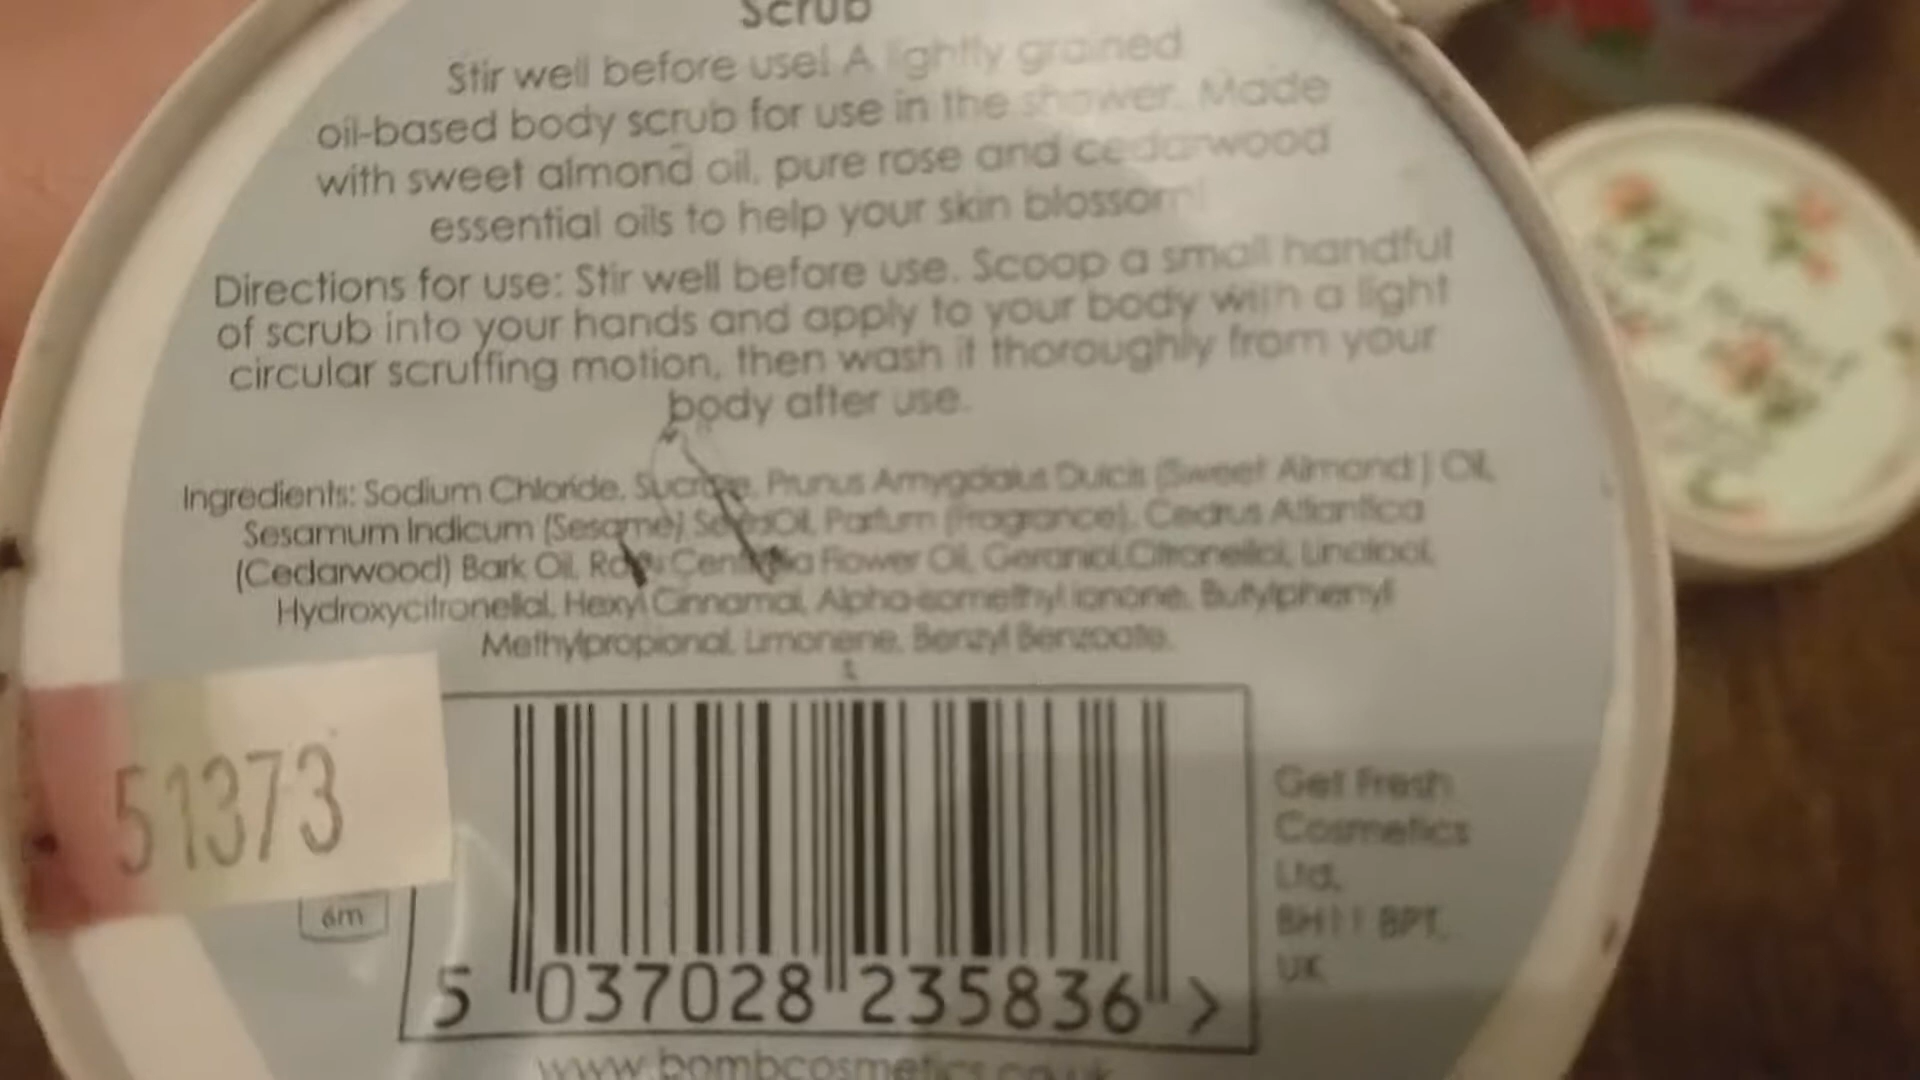 Scrub
Stir well before use! A lightly grained
oil-based body scrub for use in the shower. Made
with sweet almond oil, pure rose and cedarwood
essential oils to help your skin blossom!
Directions for use: Stir well before use. Scoop a small handful
of scrub into your hands and apply to your body with a light
circular scruffing motion, then wash it thoroughly from your
body after use.
Ingredients: Sodium Chloride, Sucrose, Prunus Amygdalus Dulcis (Sweet Almond) Oil,
Sesamum Indicum (Sesame) Seed Oil, Parfum (Fragrance), Cedrus Atlantica
(Cedarwood) Bark Oil, Rosa Centifolia Flower Oil, Geraniol, Citronellol, Linalool,
Hydroxycitronellal, Hexyl Cinnamal, Alpha-isomethyl ionone, Butylphenyl
Methylpropional, Limonene, Benzyl Benzoate.
51373
6m
5 037028 235836 >
Get Fresh
Cosmetics
Ltd,
BH11 8PT,
UK
www.bombcosmetics.co.uk